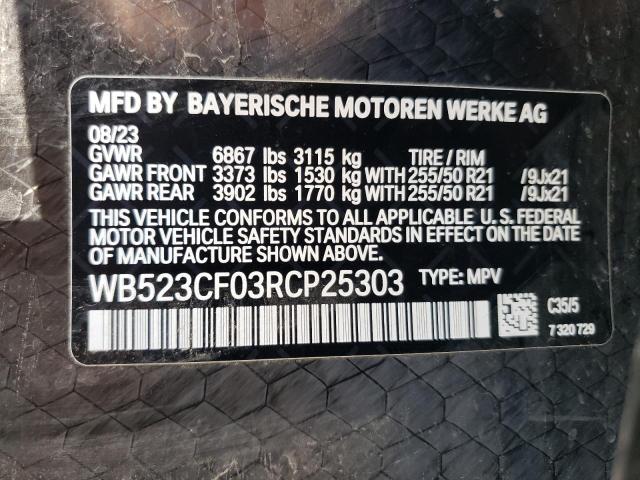 MFD BY BAYERISCHE MOTOREN WERKE AG
08/23
GVWR 6867 lbs 3115 kg TIRE / RIM
GAWR FRONT 3373 lbs 1530 kg WITH 255/50 R21 /9Jx21
GAWR REAR 3902 lbs 1770 kg WITH 255/50 R21 /9Jx21
THIS VEHICLE CONFORMS TO ALL APPLICABLE U. S. FEDERAL
MOTOR VEHICLE SAFETY STANDARDS IN EFFECT ON THE DATE
OF MANUFACTURE SHOWN ABOVE.
WB523CF03RCP25303 TYPE: MPV
C35/5
7 320 729